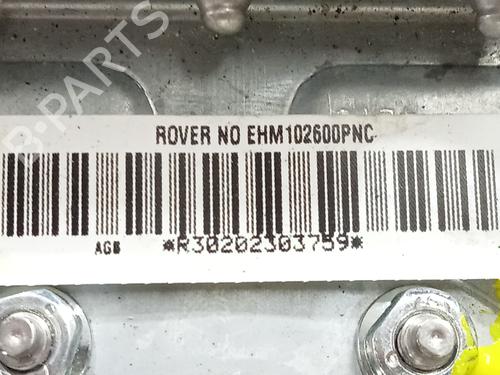 B-PARTS
ROVER NO EHM102600PNC
AGB
*R30202303759*